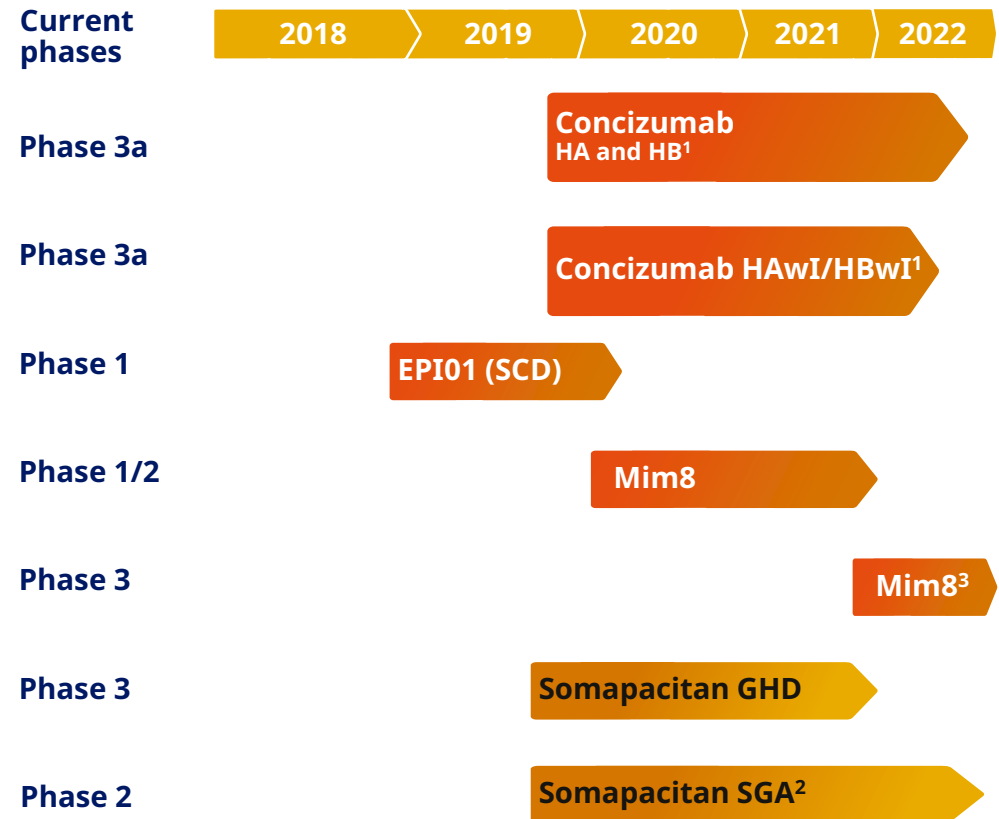 Current
phases
2018 2019 2020 2021 2022
Phase 3a
Concizumab
HA and HB¹
Phase 3a
Concizumab HAwI/HBwI¹
Phase 1
EPI01 (SCD)
Phase 1/2
Mim8
Phase 3
Mim8³
Phase 3
Somapacitan GHD
Phase 2
Somapacitan SGA²